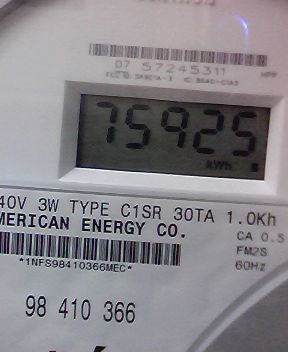 07 57245311
75925
kWh
40V 3W TYPE C1SR 30TA 1.0Kh
MERICAN ENERGY CO.
CA 0.5
FM2S
60Hz
*1NFS98410366MEC*
98 410 366